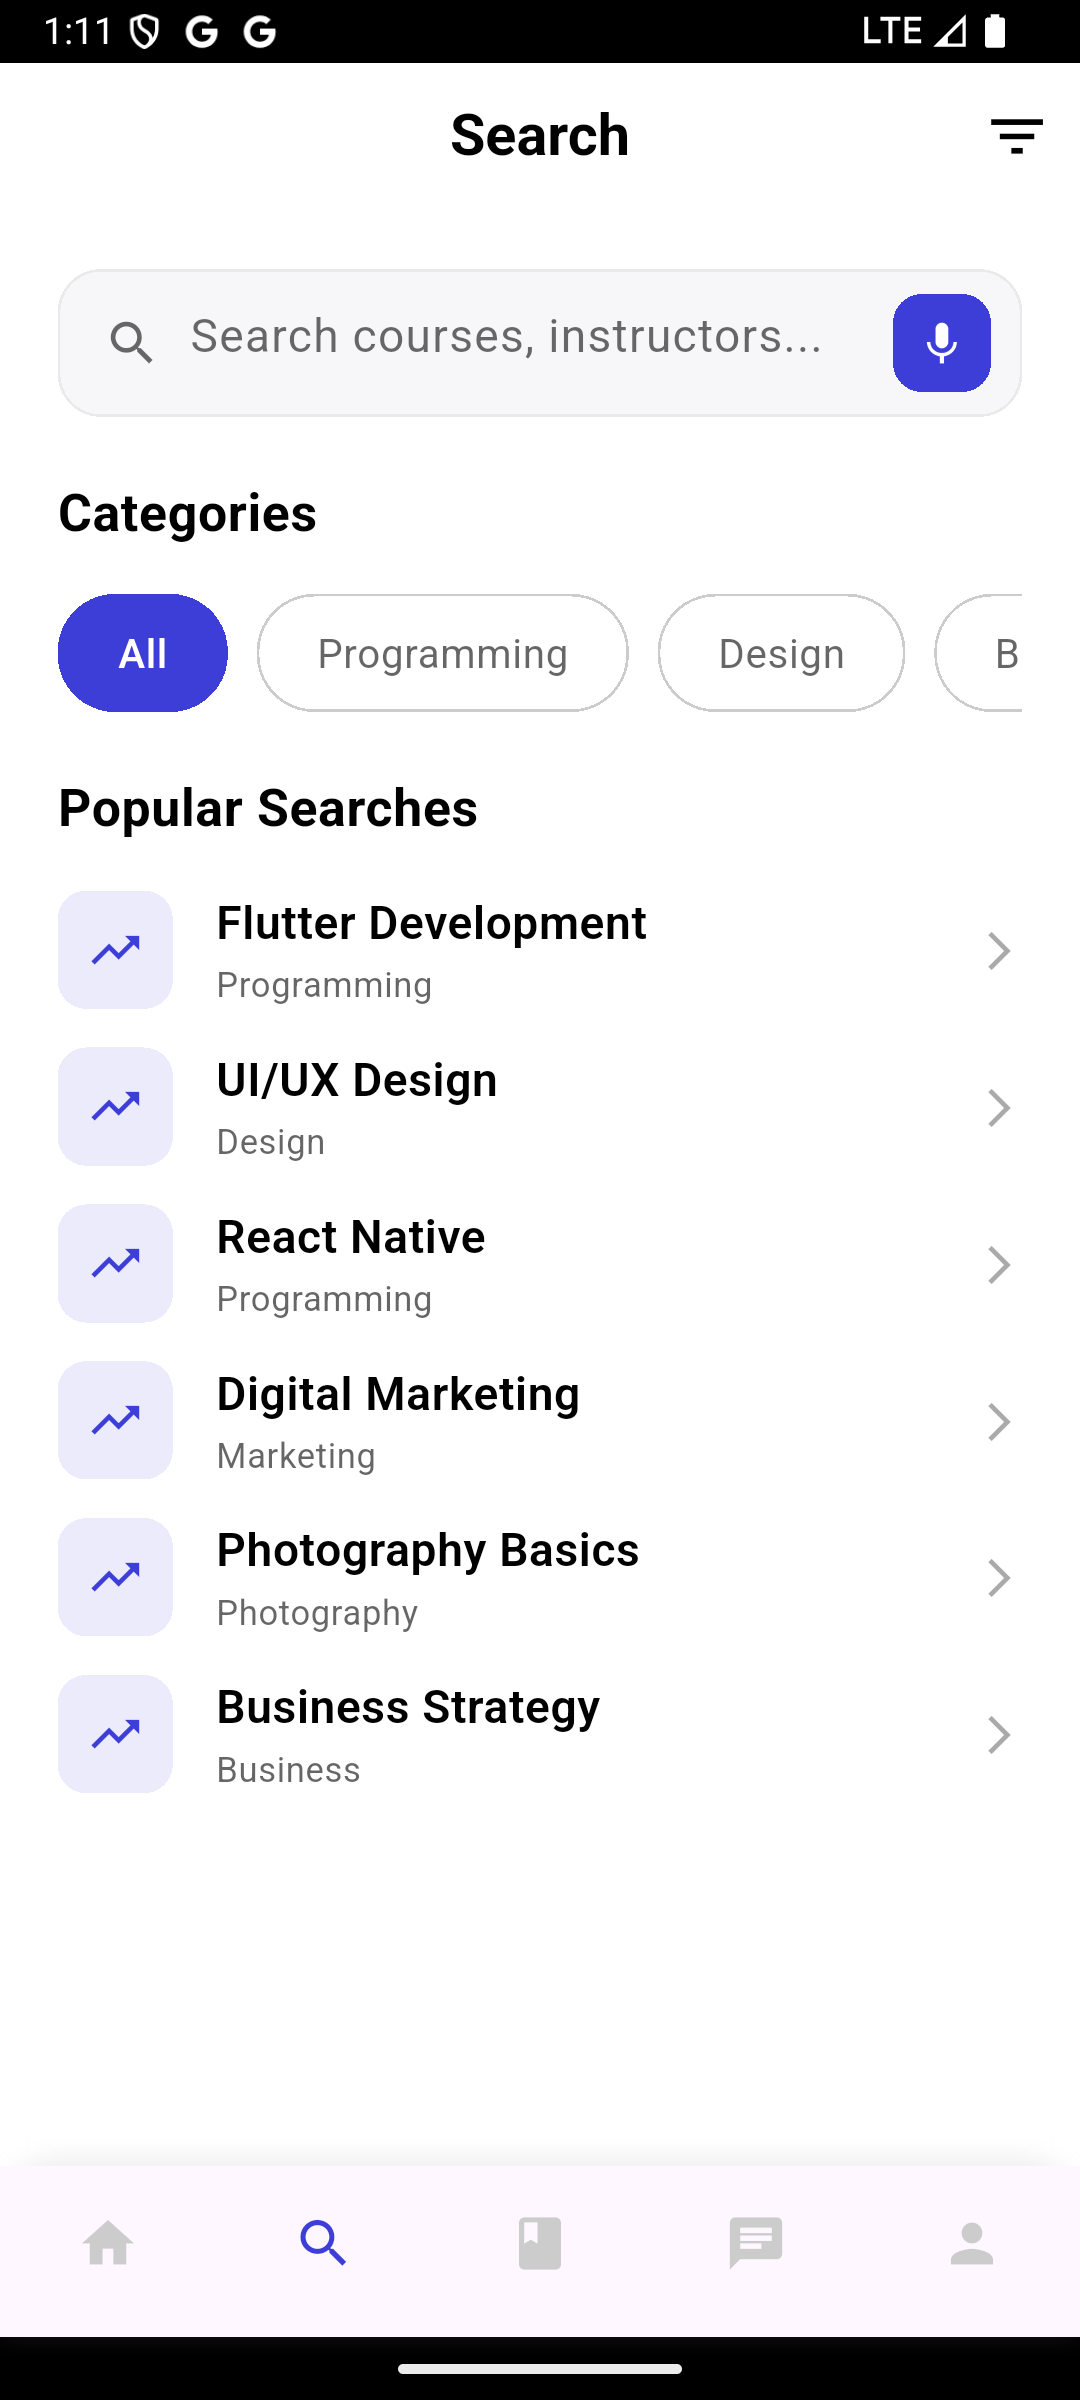 1:11
LTE
Search
Search courses, instructors...
Categories
All
Programming
Design
B
Popular Searches
Flutter Development
Programming
UI/UX Design
Design
React Native
Programming
Digital Marketing
Marketing
Photography Basics
Photography
Business Strategy
Business